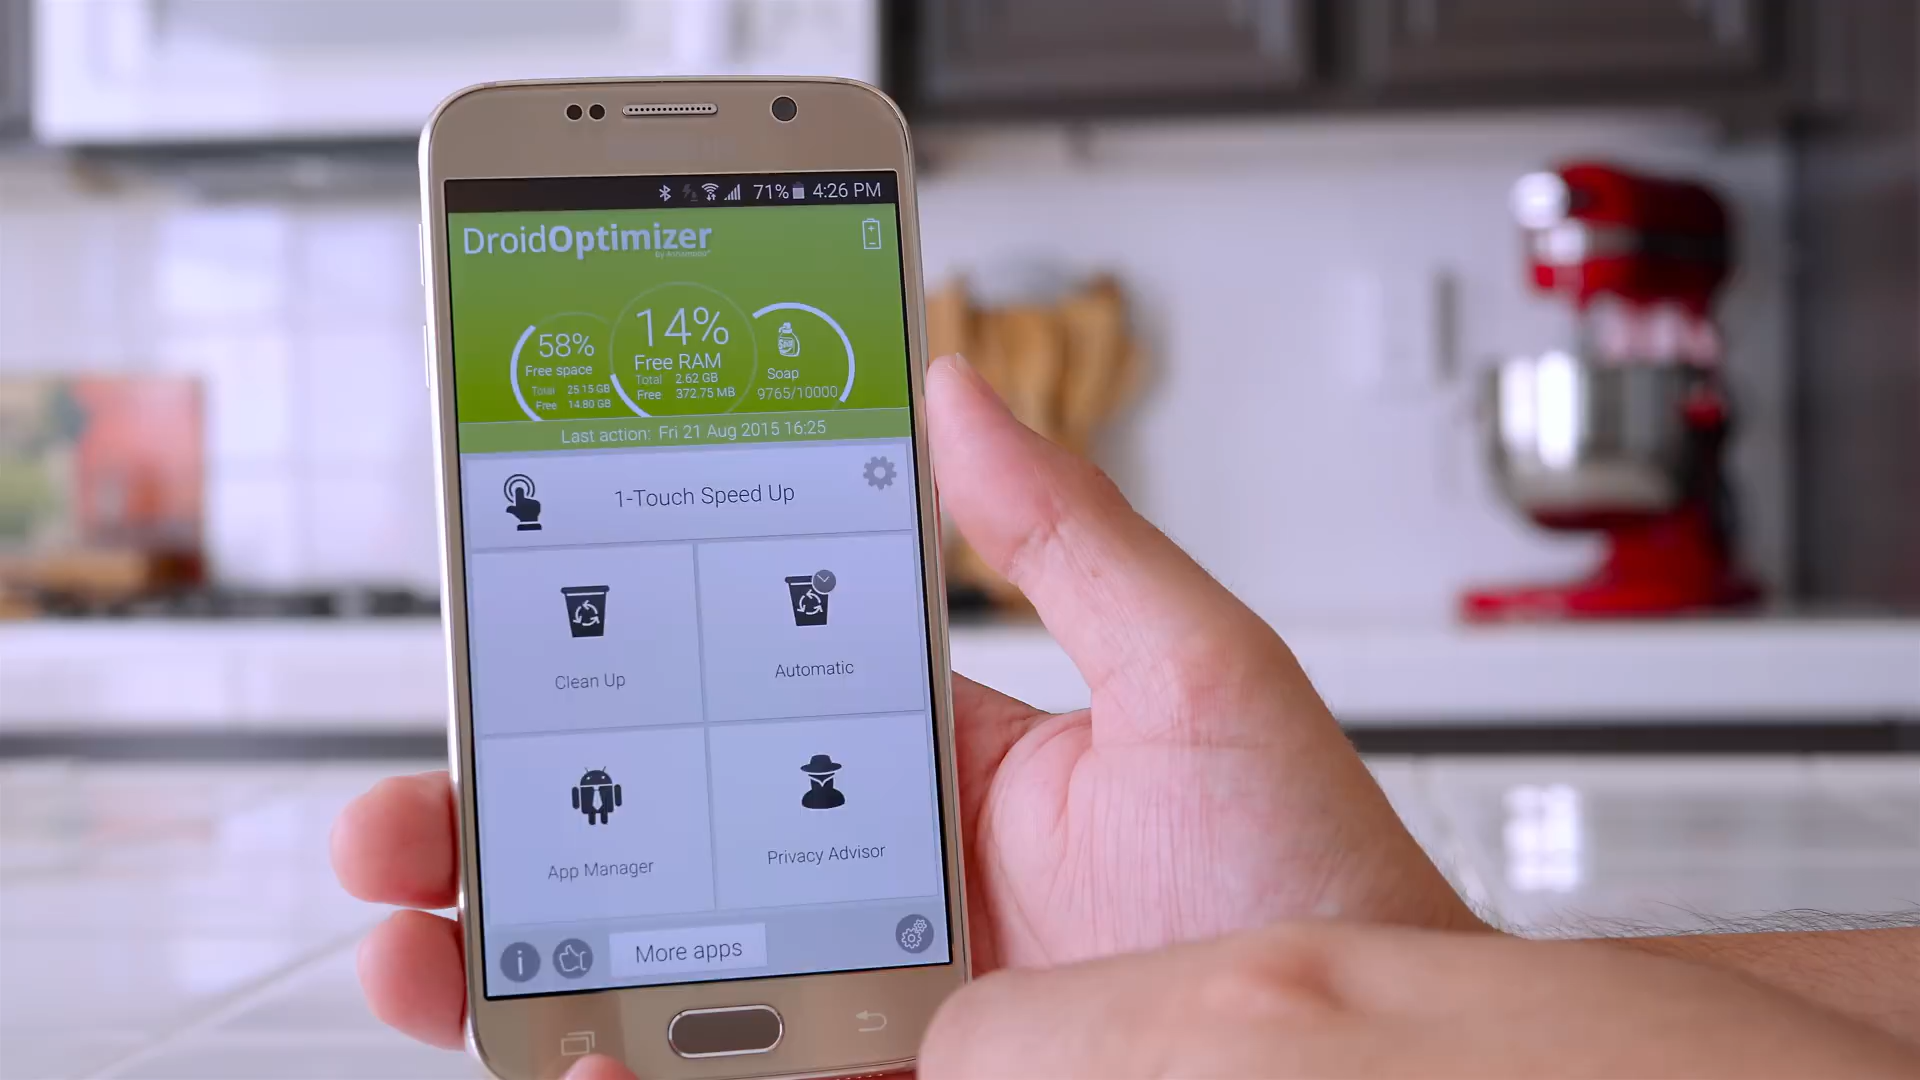 71% 4:26 PM
DroidOptimizer
by Ashampoo®
58%
Free space
Total 25.15 GB
Free 14.80 GB
14%
Free RAM
Total 2.62 GB
Free 372.75 MB
Soap
9765/10000
Last action: Fri 21 Aug 2015 16:25
1-Touch Speed Up
Clean Up
Automatic
App Manager
Privacy Advisor
i
More apps